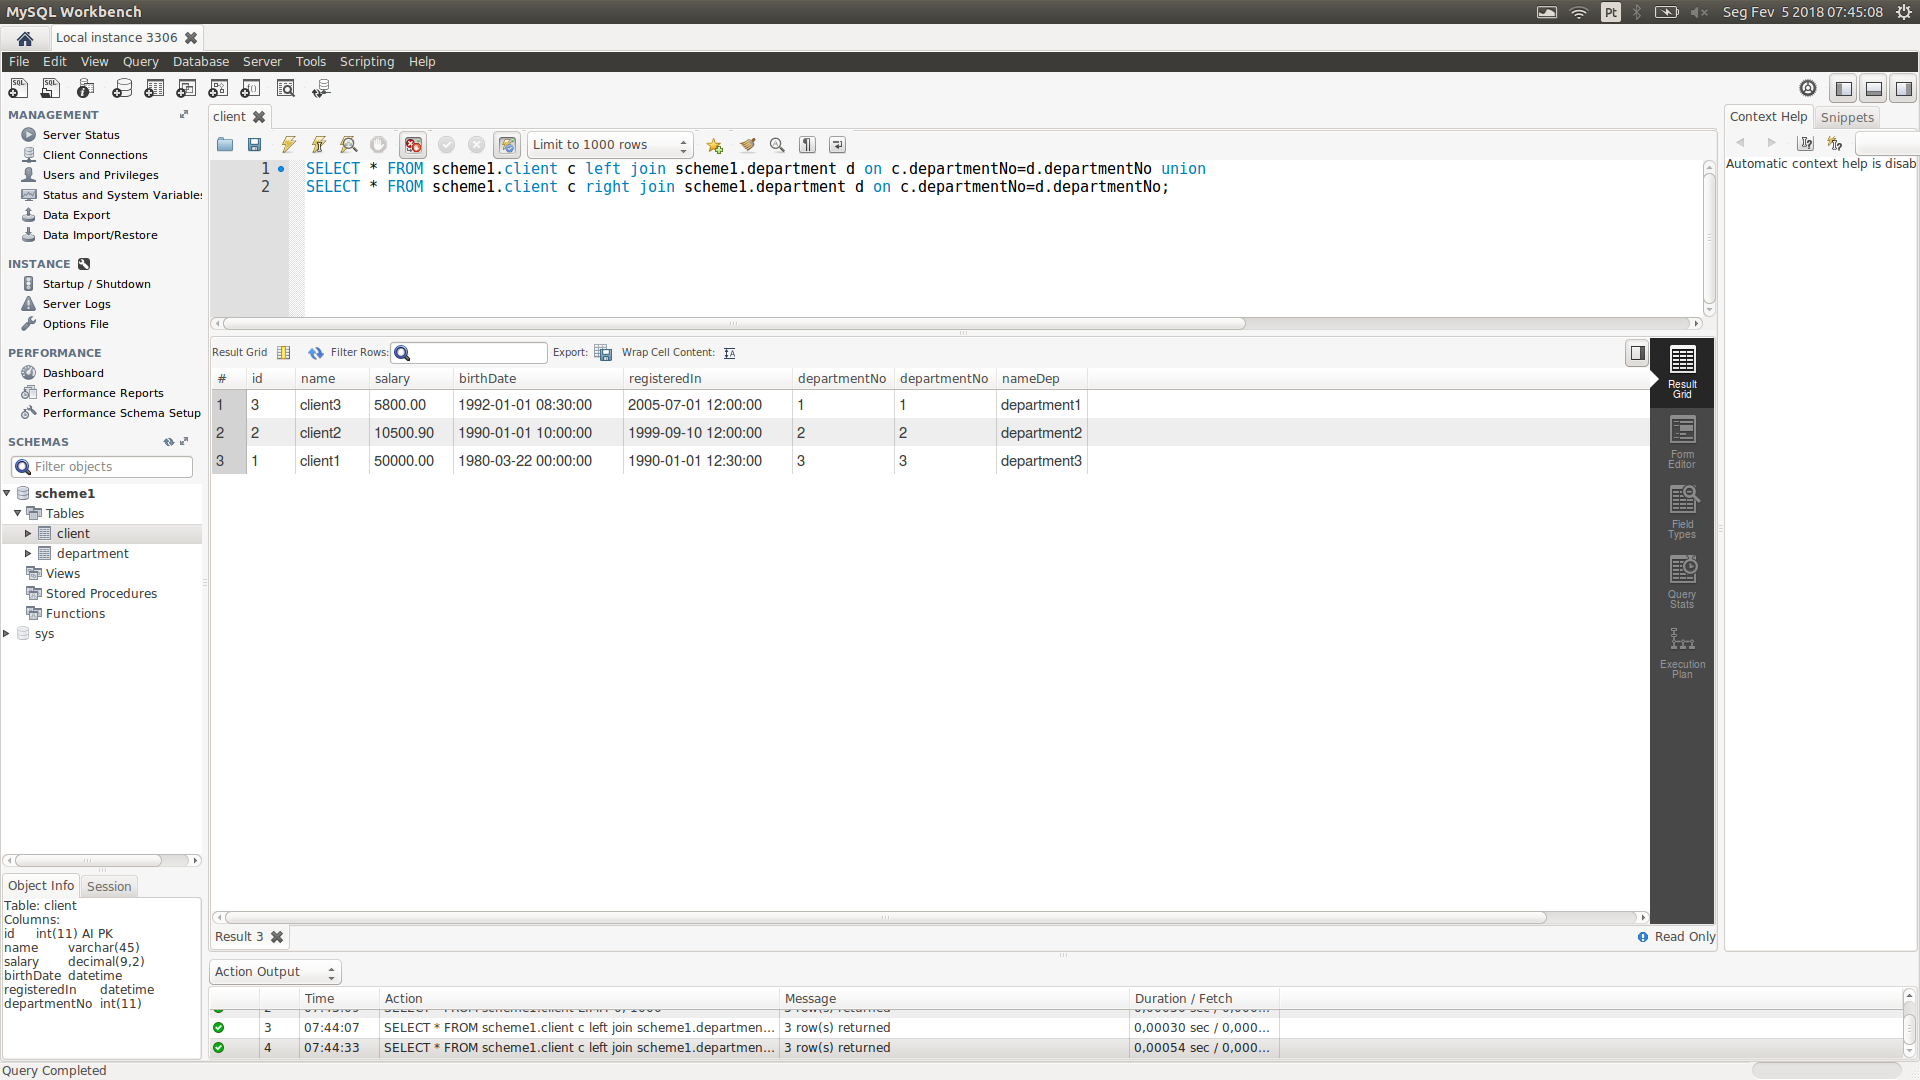 MySQL Workbench
Pt
Seg Fev 5 2018 07:45:08
Local instance 3306
File Edit View Query Database Server Tools Scripting Help
MANAGEMENT
Server Status
Client Connections
Users and Privileges
Status and System Variables
Data Export
Data Import/Restore
INSTANCE
Startup / Shutdown
Server Logs
Options File
PERFORMANCE
Dashboard
Performance Reports
Performance Schema Setup
SCHEMAS
Filter objects
scheme1
Tables
client
department
Views
Stored Procedures
Functions
sys
Object Info Session
Table: client
Columns:
id int(11) AI PK
name varchar(45)
salary decimal(9,2)
birthDate datetime
registeredIn datetime
departmentNo int(11)
client
Limit to 1000 rows
1 SELECT * FROM scheme1.client c left join scheme1.department d on c.departmentNo=d.departmentNo union
2 SELECT * FROM scheme1.client c right join scheme1.department d on c.departmentNo=d.departmentNo;
Result Grid Filter Rows: Export: Wrap Cell Content:
# id name salary birthDate registeredIn departmentNo departmentNo nameDep
1 3 client3 5800.00 1992-01-01 08:30:00 2005-07-01 12:00:00 1 1 department1
2 2 client2 10500.90 1990-01-01 10:00:00 1999-09-10 12:00:00 2 2 department2
3 1 client1 50000.00 1980-03-22 00:00:00 1990-01-01 12:30:00 3 3 department3
Result
Grid
Form
Editor
Field
Types
Query
Stats
Execution
Plan
Result 3
Read Only
Context Help Snippets
Automatic context help is disab
Action Output
Time Action Message Duration / Fetch
3 07:44:07 SELECT * FROM scheme1.client c left join scheme1.departmen... 3 row(s) returned 0,00030 sec / 0,000...
4 07:44:33 SELECT * FROM scheme1.client c left join scheme1.departmen... 3 row(s) returned 0,00054 sec / 0,000...
Query Completed